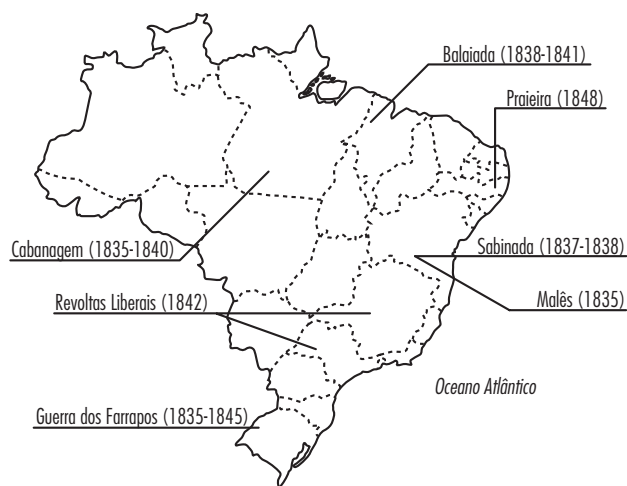 Balaiada (1838-1841)
Praieira (1848)
Cabanagem (1835-1840)
Sabinada (1837-1838)
Revoltas Liberais (1842)
Malês (1835)
Oceano Atlântico
Guerra dos Farrapos (1835-1845)